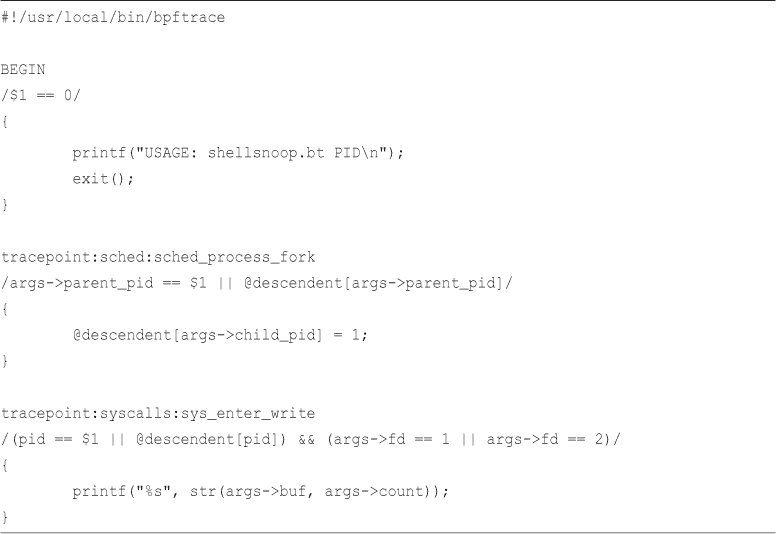 #!/usr/local/bin/bpftrace
BEGIN
/$1 == 0/
{
printf("USAGE: shellsnoop.bt PID\n");
exit();
}
tracepoint:sched:sched_process_fork
/args->parent_pid == $1 || @descendent[args->parent_pid]/
{
@descendent[args->child_pid] = 1;
}
tracepoint:syscalls:sys_enter_write
/(pid == $1 || @descendent[pid]) && (args->fd == 1 || args->fd == 2)/
{
printf("%s", str(args->buf, args->count));
}